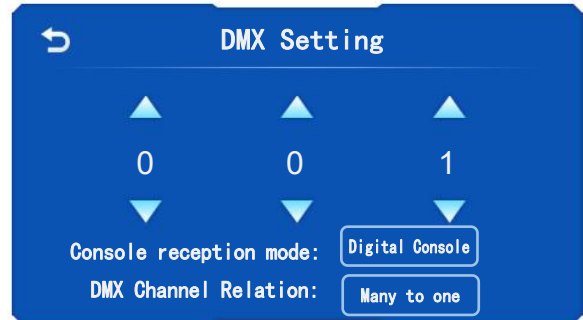 DMX Setting
0 0 1
Console reception mode: Digital Console
DMX Channel Relation: Many to one